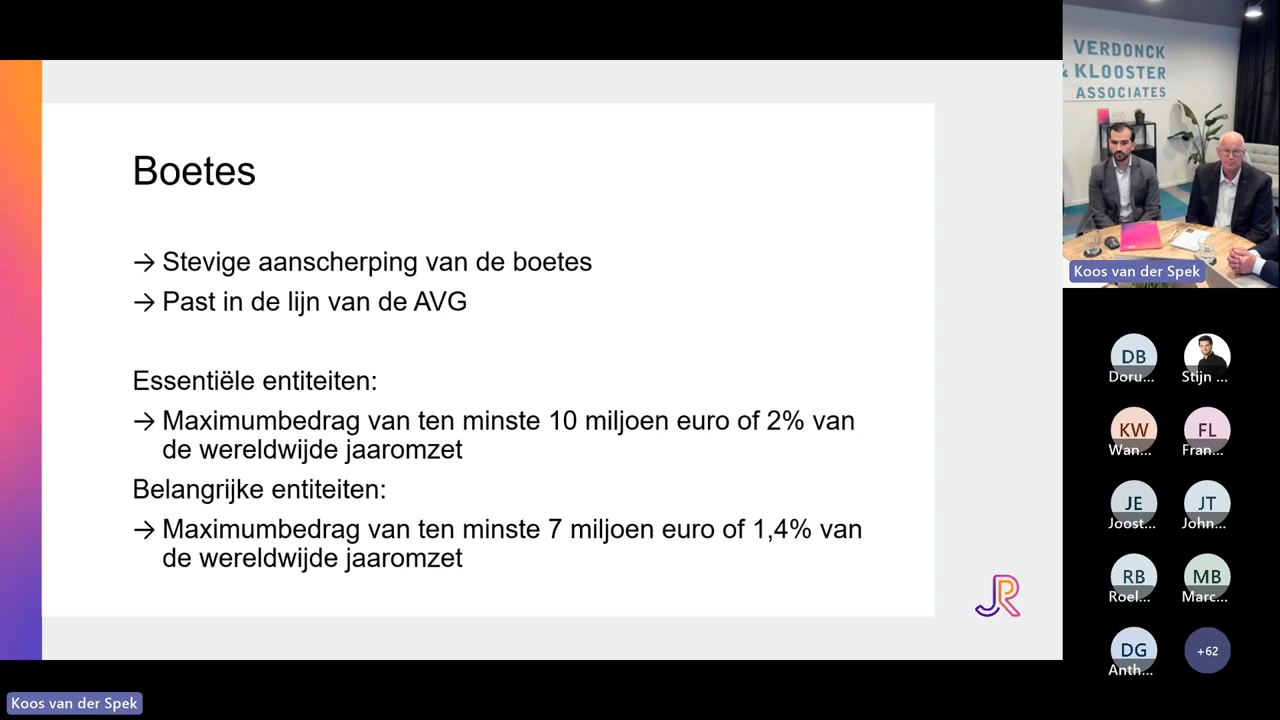 Boetes
→ Stevige aanscherping van de boetes
→ Past in de lijn van de AVG
Essentiële entiteiten:
→ Maximumbedrag van ten minste 10 miljoen euro of 2% van
de wereldwijde jaaromzet
Belangrijke entiteiten:
→ Maximumbedrag van ten minste 7 miljoen euro of 1,4% van
de wereldwijde jaaromzet
JR
VERDONCK
& KLOOSTER
ASSOCIATES
Koos van der Spek
DB
Doru...
Stijn ...
KW
Wan...
FL
Fran...
JE
Joost...
JT
John...
RB
Roel...
MB
Marc...
DG
Anth...
+62
Koos van der Spek